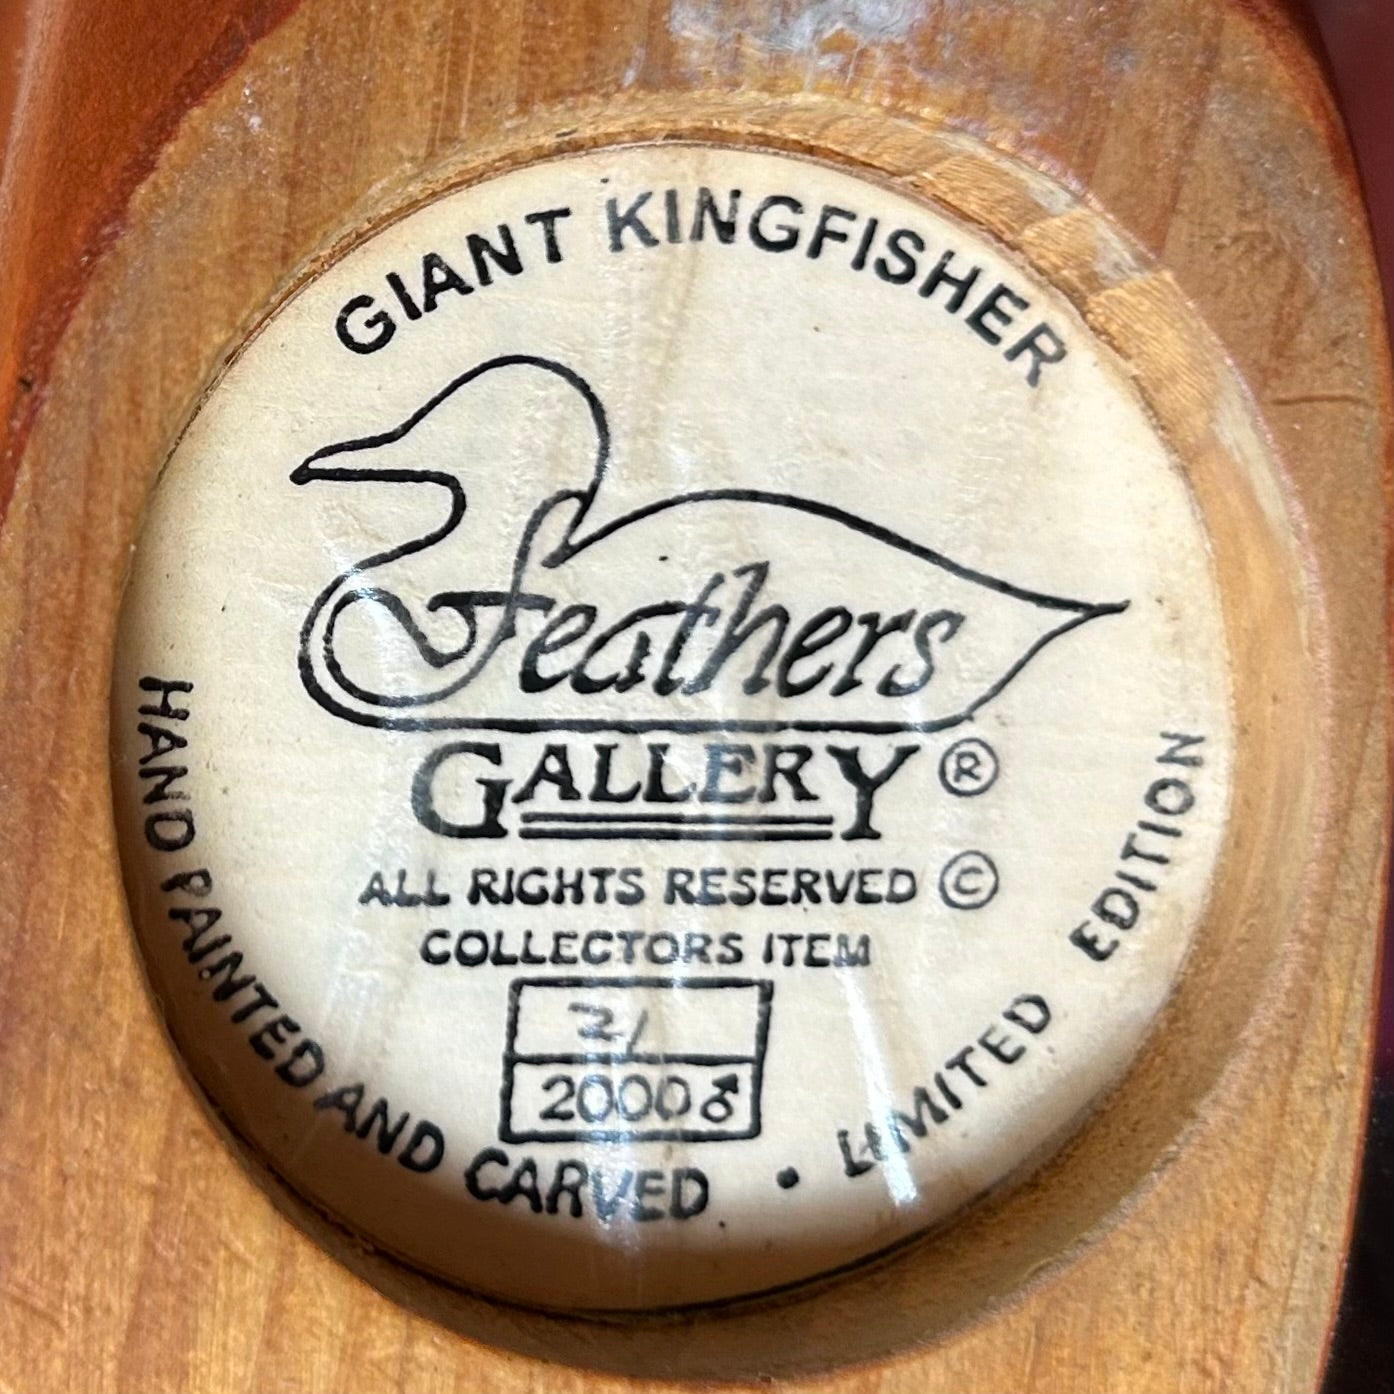 GIANT KINGFISHER
Feathers
GALLERY ®
ALL RIGHTS RESERVED ©
COLLECTORS ITEM
21
2000 ♂
HAND PAINTED AND CARVED • LIMITED EDITION